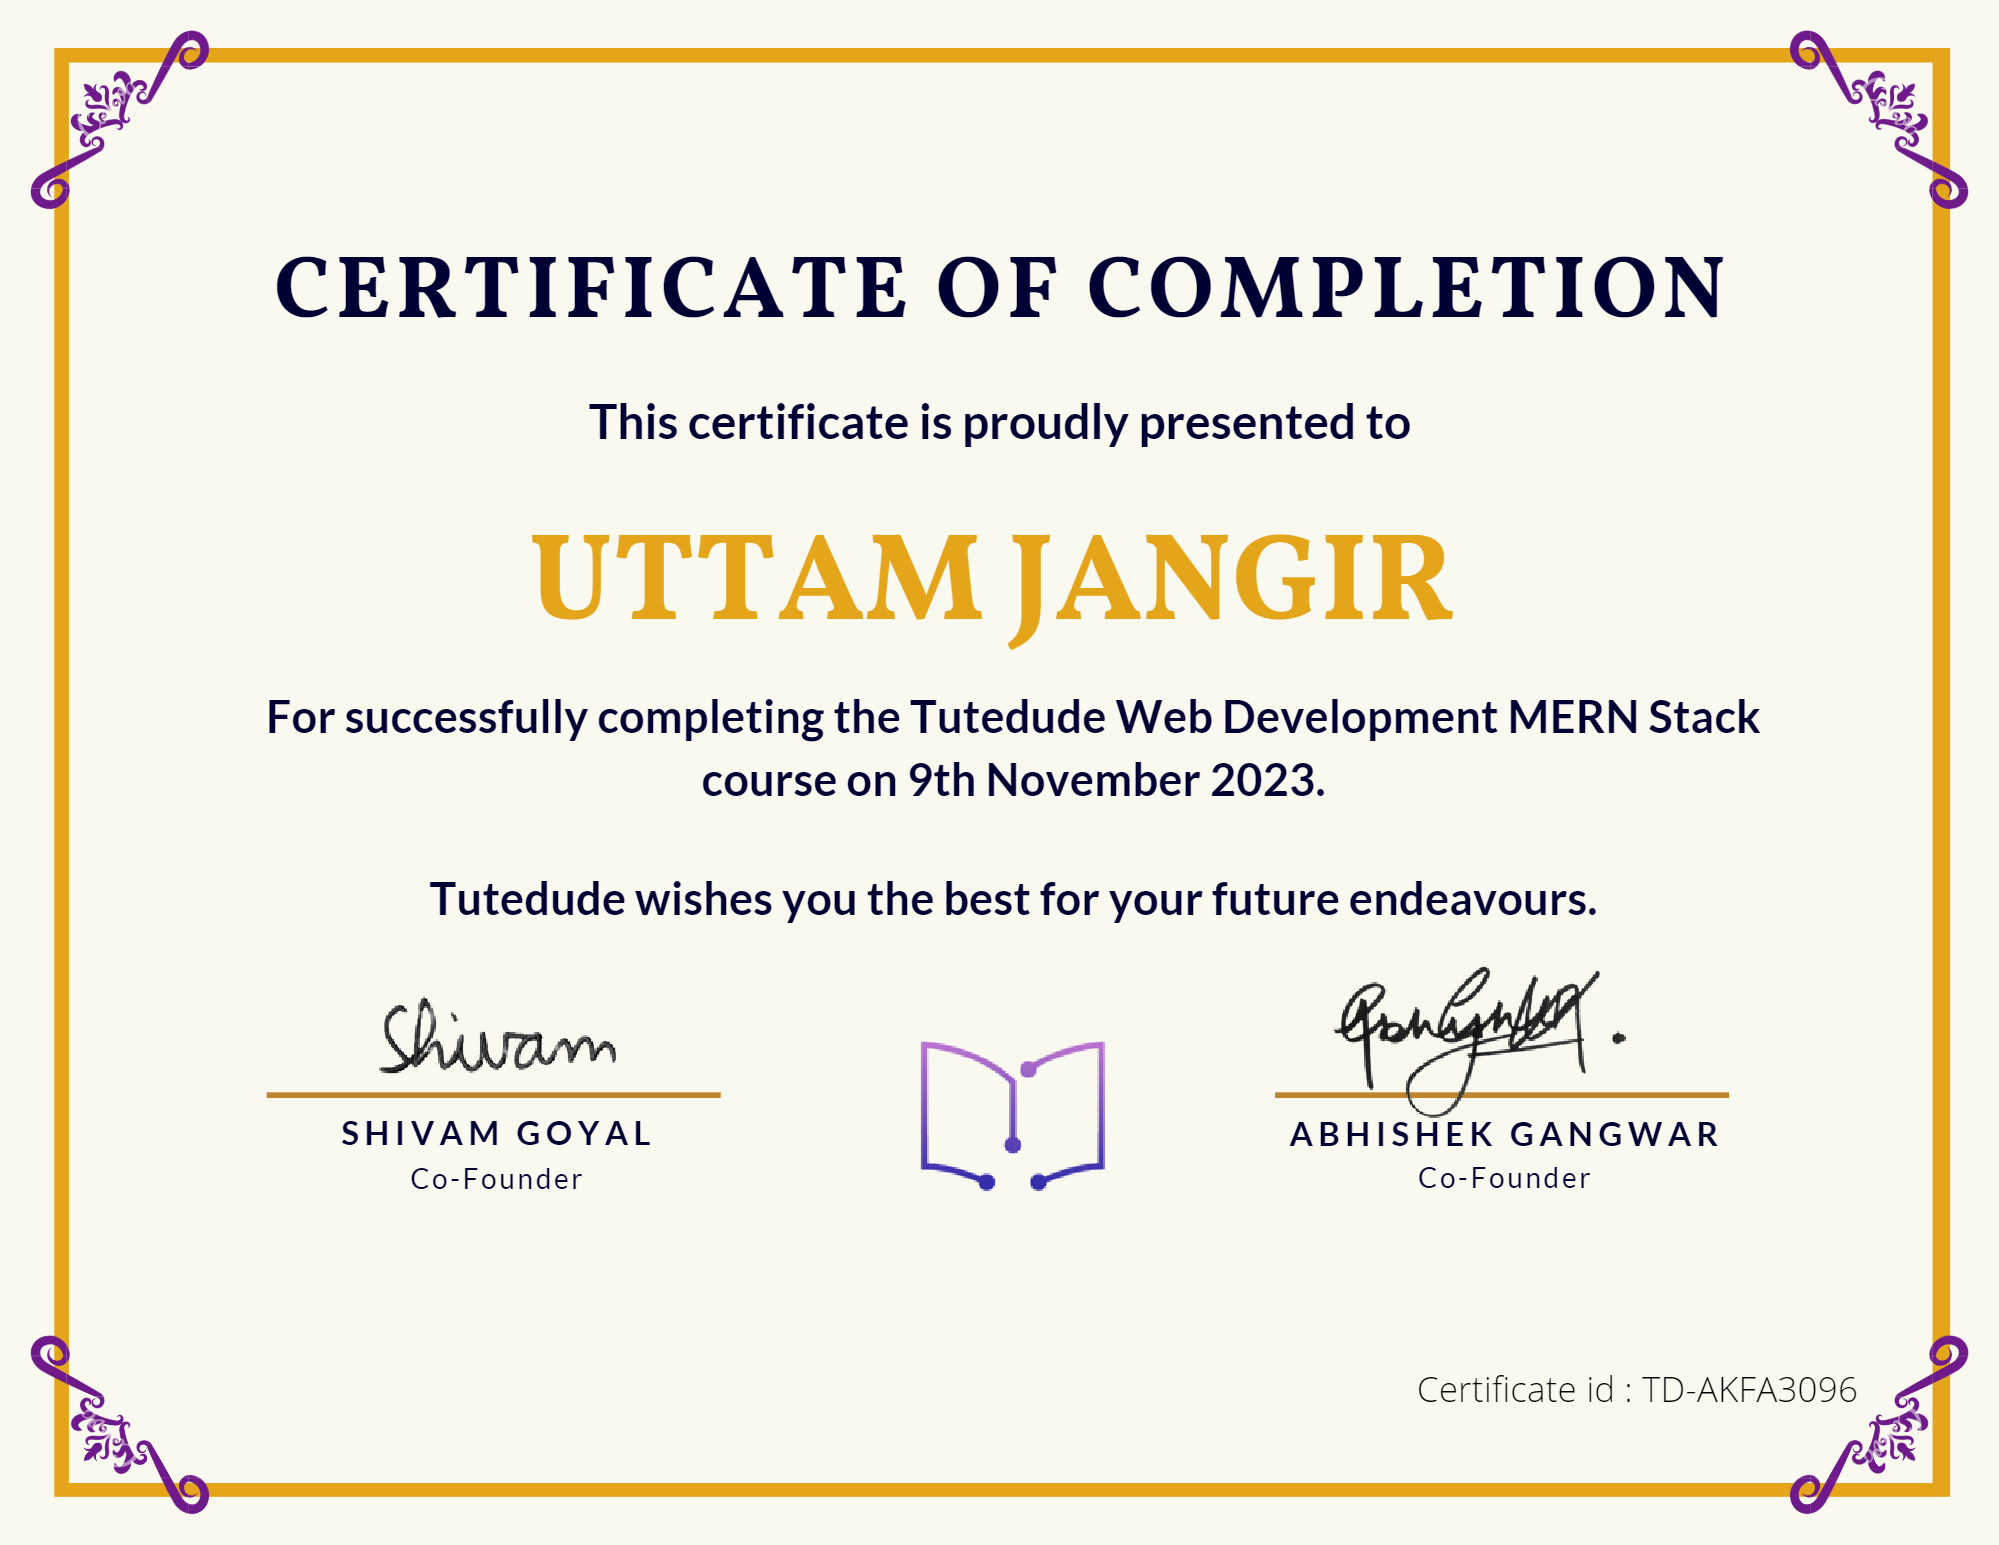 CERTIFICATE OF COMPLETION
This certificate is proudly presented to
UTTAM JANGIR
For successfully completing the Tutedude Web Development MERN Stack
course on 9th November 2023.
Tutedude wishes you the best for your future endeavours.
Shivam
SHIVAM GOYAL
Co-Founder
ABHISHEK GANGWAR
Co-Founder
Certificate id : TD-AKFA3096